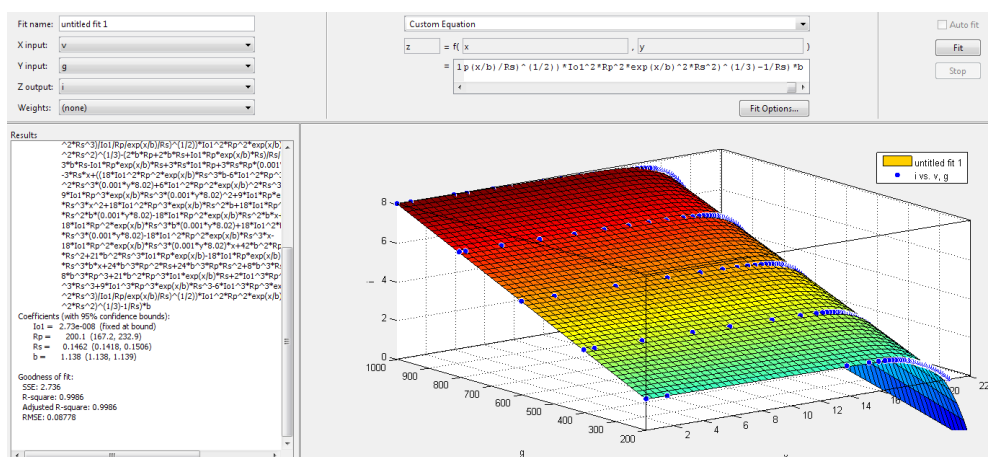 Fit name: untitled fit 1
X input: v
Y input: g
Z output: i
Weights: (none)
Custom Equation
z = f( x , y )
= 1p(x/b)/Rs)^(1/2))*Io1^2*Rp^2*exp(x/b)^2*Rs^2)^(1/3)-1/Rs)*b
Fit Options...
Auto fit
Fit
Stop
Results
^2*Rs^3)/Io1/Rp/exp(x/b)/Rs)^(1/2))*Io1^2*Rp^2*exp(x/b)
^2*Rs^2)^(1/3)-(2*b*Rp+2*b*Rs+Io1*Rp*exp(x/b)*Rs)/Rs/
3*b*Rs-Io1*Rp*exp(x/b)*Rs+3*Rs*Io1*Rp+3*Rs*Rp*(0.001*
-3*Rs*x+((18*Io1^2*Rp^2*exp(x/b)*Rs^3*b-6*Io1^2*Rp^
^2*Rs^3*(0.001*y*8.02)+6*Io1^2*Rp^2*exp(x/b)^2*Rs^3
9*Io1*Rp^3*exp(x/b)*Rs^3*(0.001*y*8.02)^2+9*Io1*Rp*e
*Rs^3*x^2+18*Io1^2*Rp^3*exp(x/b)*Rs^2*b+18*Io1*Rp^
*Rs^2*b*(0.001*y*8.02)-18*Io1*Rp^2*exp(x/b)*Rs^2*b*x-
18*Io1*Rp^2*exp(x/b)*Rs^3*b*(0.001*y*8.02)+18*Io1^2*
*Rs^3*(0.001*y*8.02)-18*Io1^2*Rp^2*exp(x/b)*Rs^3*x-
18*Io1*Rp^2*exp(x/b)*Rs^3*(0.001*y*8.02)*x+42*b^2*Rp
*Rs^2+21*b^2*Rs^3*Io1*Rp*exp(x/b)-18*Io1*Rp*exp(x/b)
*Rs^3*b*x+24*b^3*Rp^2*Rs+24*b^3*Rp*Rs^2+8*b^3*Rs
8*b^3*Rp^3+21*b^2*Rp^3*Io1*exp(x/b)*Rs+2*Io1^3*Rp^
^3*Rs^3+9*Io1^3*Rp^3*exp(x/b)*Rs^3-6*Io1^3*Rp^3*ex
^2*Rs^3)/Io1/Rp/exp(x/b)/Rs)^(1/2))*Io1^2*Rp^2*exp(x/b)
^2*Rs^2)^(1/3)-1/Rs)*b
Coefficients (with 95% confidence bounds):
Io1 = 2.73e-008 (fixed at bound)
Rp = 200.1 (167.2, 232.9)
Rs = 0.1462 (0.1418, 0.1506)
b = 1.138 (1.138, 1.139)
Goodness of fit:
SSE: 2.736
R-square: 0.9986
Adjusted R-square: 0.9986
RMSE: 0.08778
untitled fit 1
i vs. v, g
8
6
4
2
0
i
1000
900
800
700
600
500
400
300
200
g
2
4
6
8
10
12
14
16
20
22